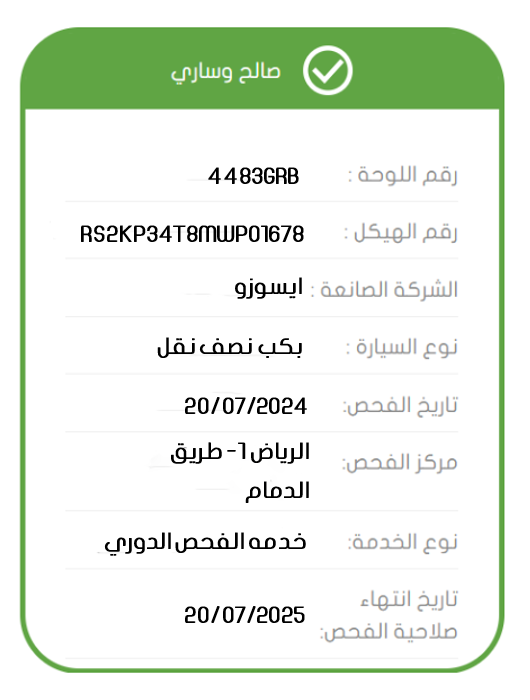 صالح وساري
رقم اللوحة : 4483GRB
رقم الهيكل : RS2KP34T8MWP01678
الشركة الصانعة : ايسوزو
نوع السيارة : بكب نصف نقل
تاريخ الفحص: 20/07/2024
مركز الفحص: الرياض 1- طريق
الدمام
نوع الخدمة: خدمه الفحص الدوري
تاريخ انتهاء
صلاحية الفحص: 20/07/2025